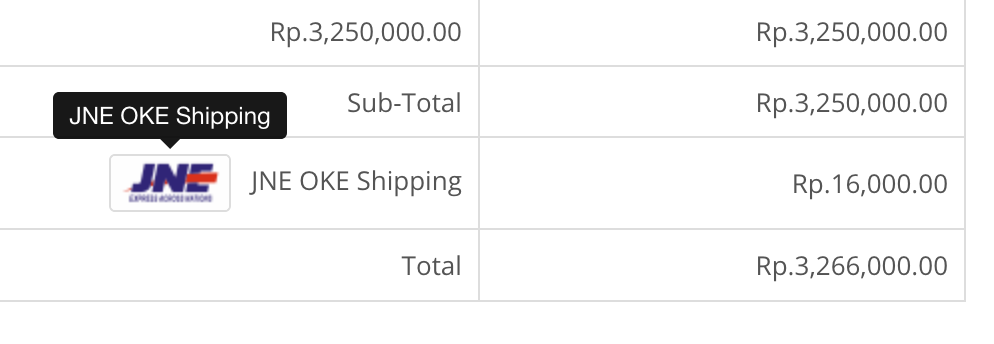 Rp.3,250,000.00 Rp.3,250,000.00
Sub-Total Rp.3,250,000.00
JNE OKE Shipping
JNE
EXPRESS ACROSS NATIONS
JNE OKE Shipping Rp.16,000.00
Total Rp.3,266,000.00